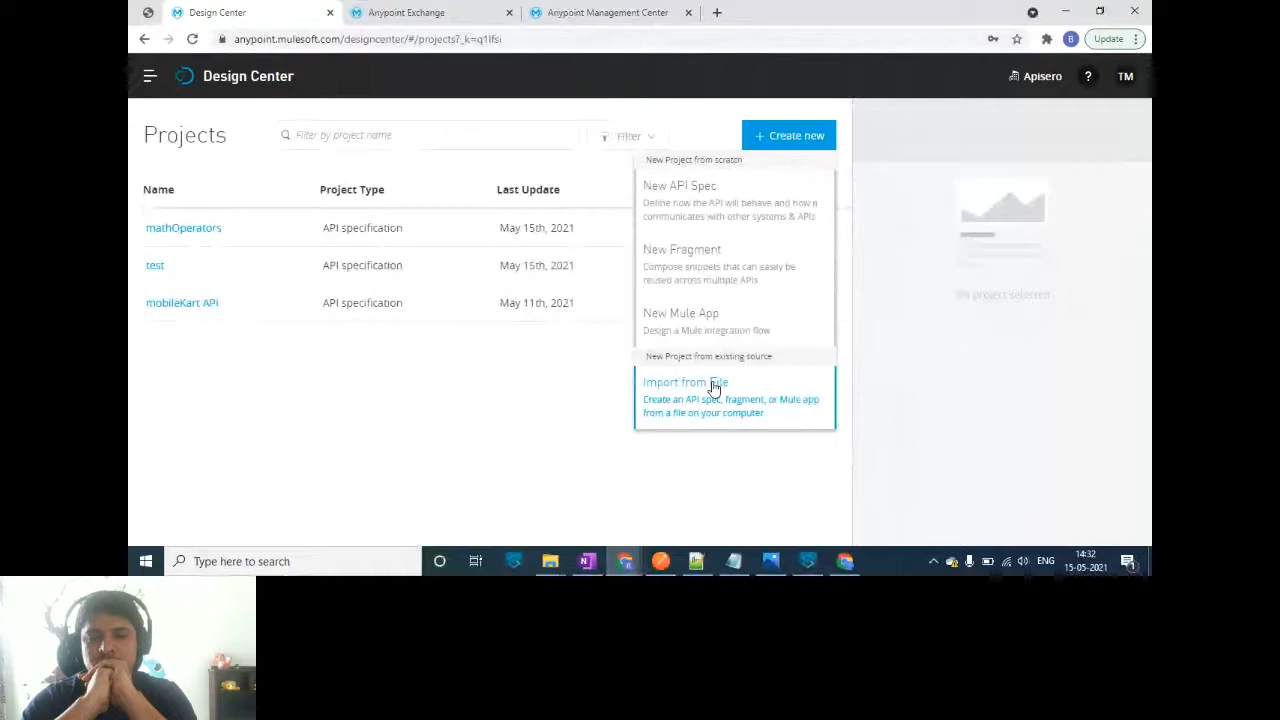 Design Center
Anypoint Exchange
Anypoint Management Center
anypoint.mulesoft.com/designcenter/#/projects?_k=q1lfsi
B
Update
Design Center
Apisero
?
TM
Projects
Filter by project name
Filter
+ Create new
New Project from scratch
Name
Project Type
Last Update
New API Spec
Define how the API will behave and how it
communicates with other systems & APIs
mathOperators
API specification
May 15th, 2021
New Fragment
Compose snippets that can easily be
reused across multiple APIs
test
API specification
May 15th, 2021
mobileKart API
API specification
May 11th, 2021
No project selected
New Mule App
Design a Mule integration flow
New Project from existing source
Import from File
Create an API spec, fragment, or Mule app
from a file on your computer
Type here to search
ENG
14:32
15-05-2021